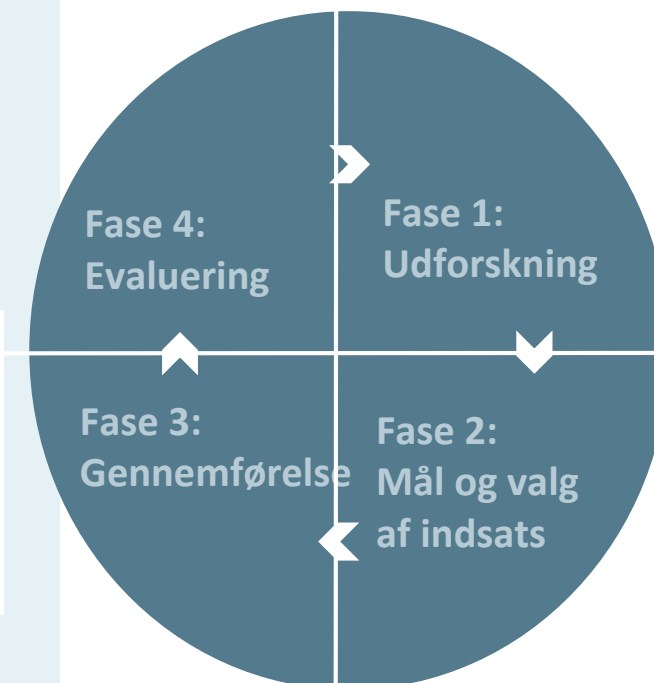 Fase 4:
Evaluering
Fase 1:
Udforskning
Fase 3:
Gennemførelse
Fase 2:
Mål og valg
af indsats